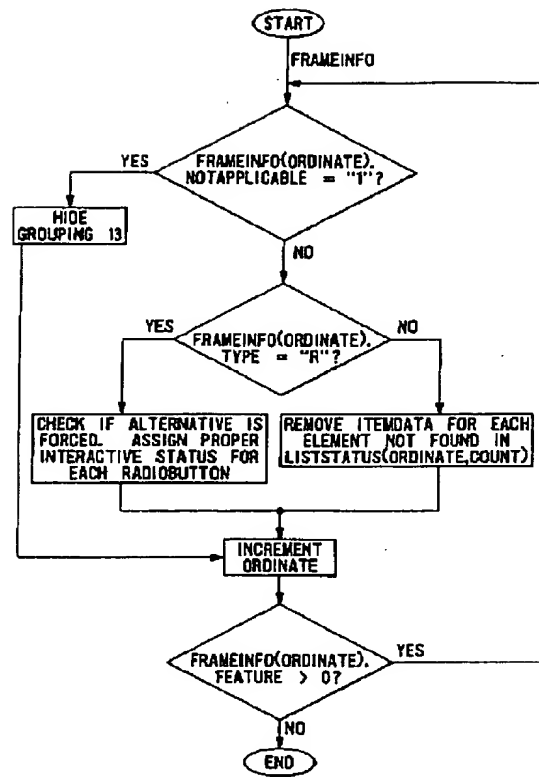 START
FRAMEINFO
YES
FRAMEINFO(ORDINATE).
NOTAPPLICABLE = "1"?
HIDE
GROUPING 13
NO
YES
FRAMEINFO(ORDINATE).
TYPE = "R"?
NO
CHECK IF ALTERNATIVE IS
FORCED. ASSIGN PROPER
INTERACTIVE STATUS FOR
EACH RADIOBUTTON
REMOVE ITEMDATA FOR EACH
ELEMENT NOT FOUND IN
LISTSTATUS(ORDINATE,COUNT)
INCREMENT
ORDINATE
FRAMEINFO(ORDINATE).
FEATURE > 0?
YES
NO
END